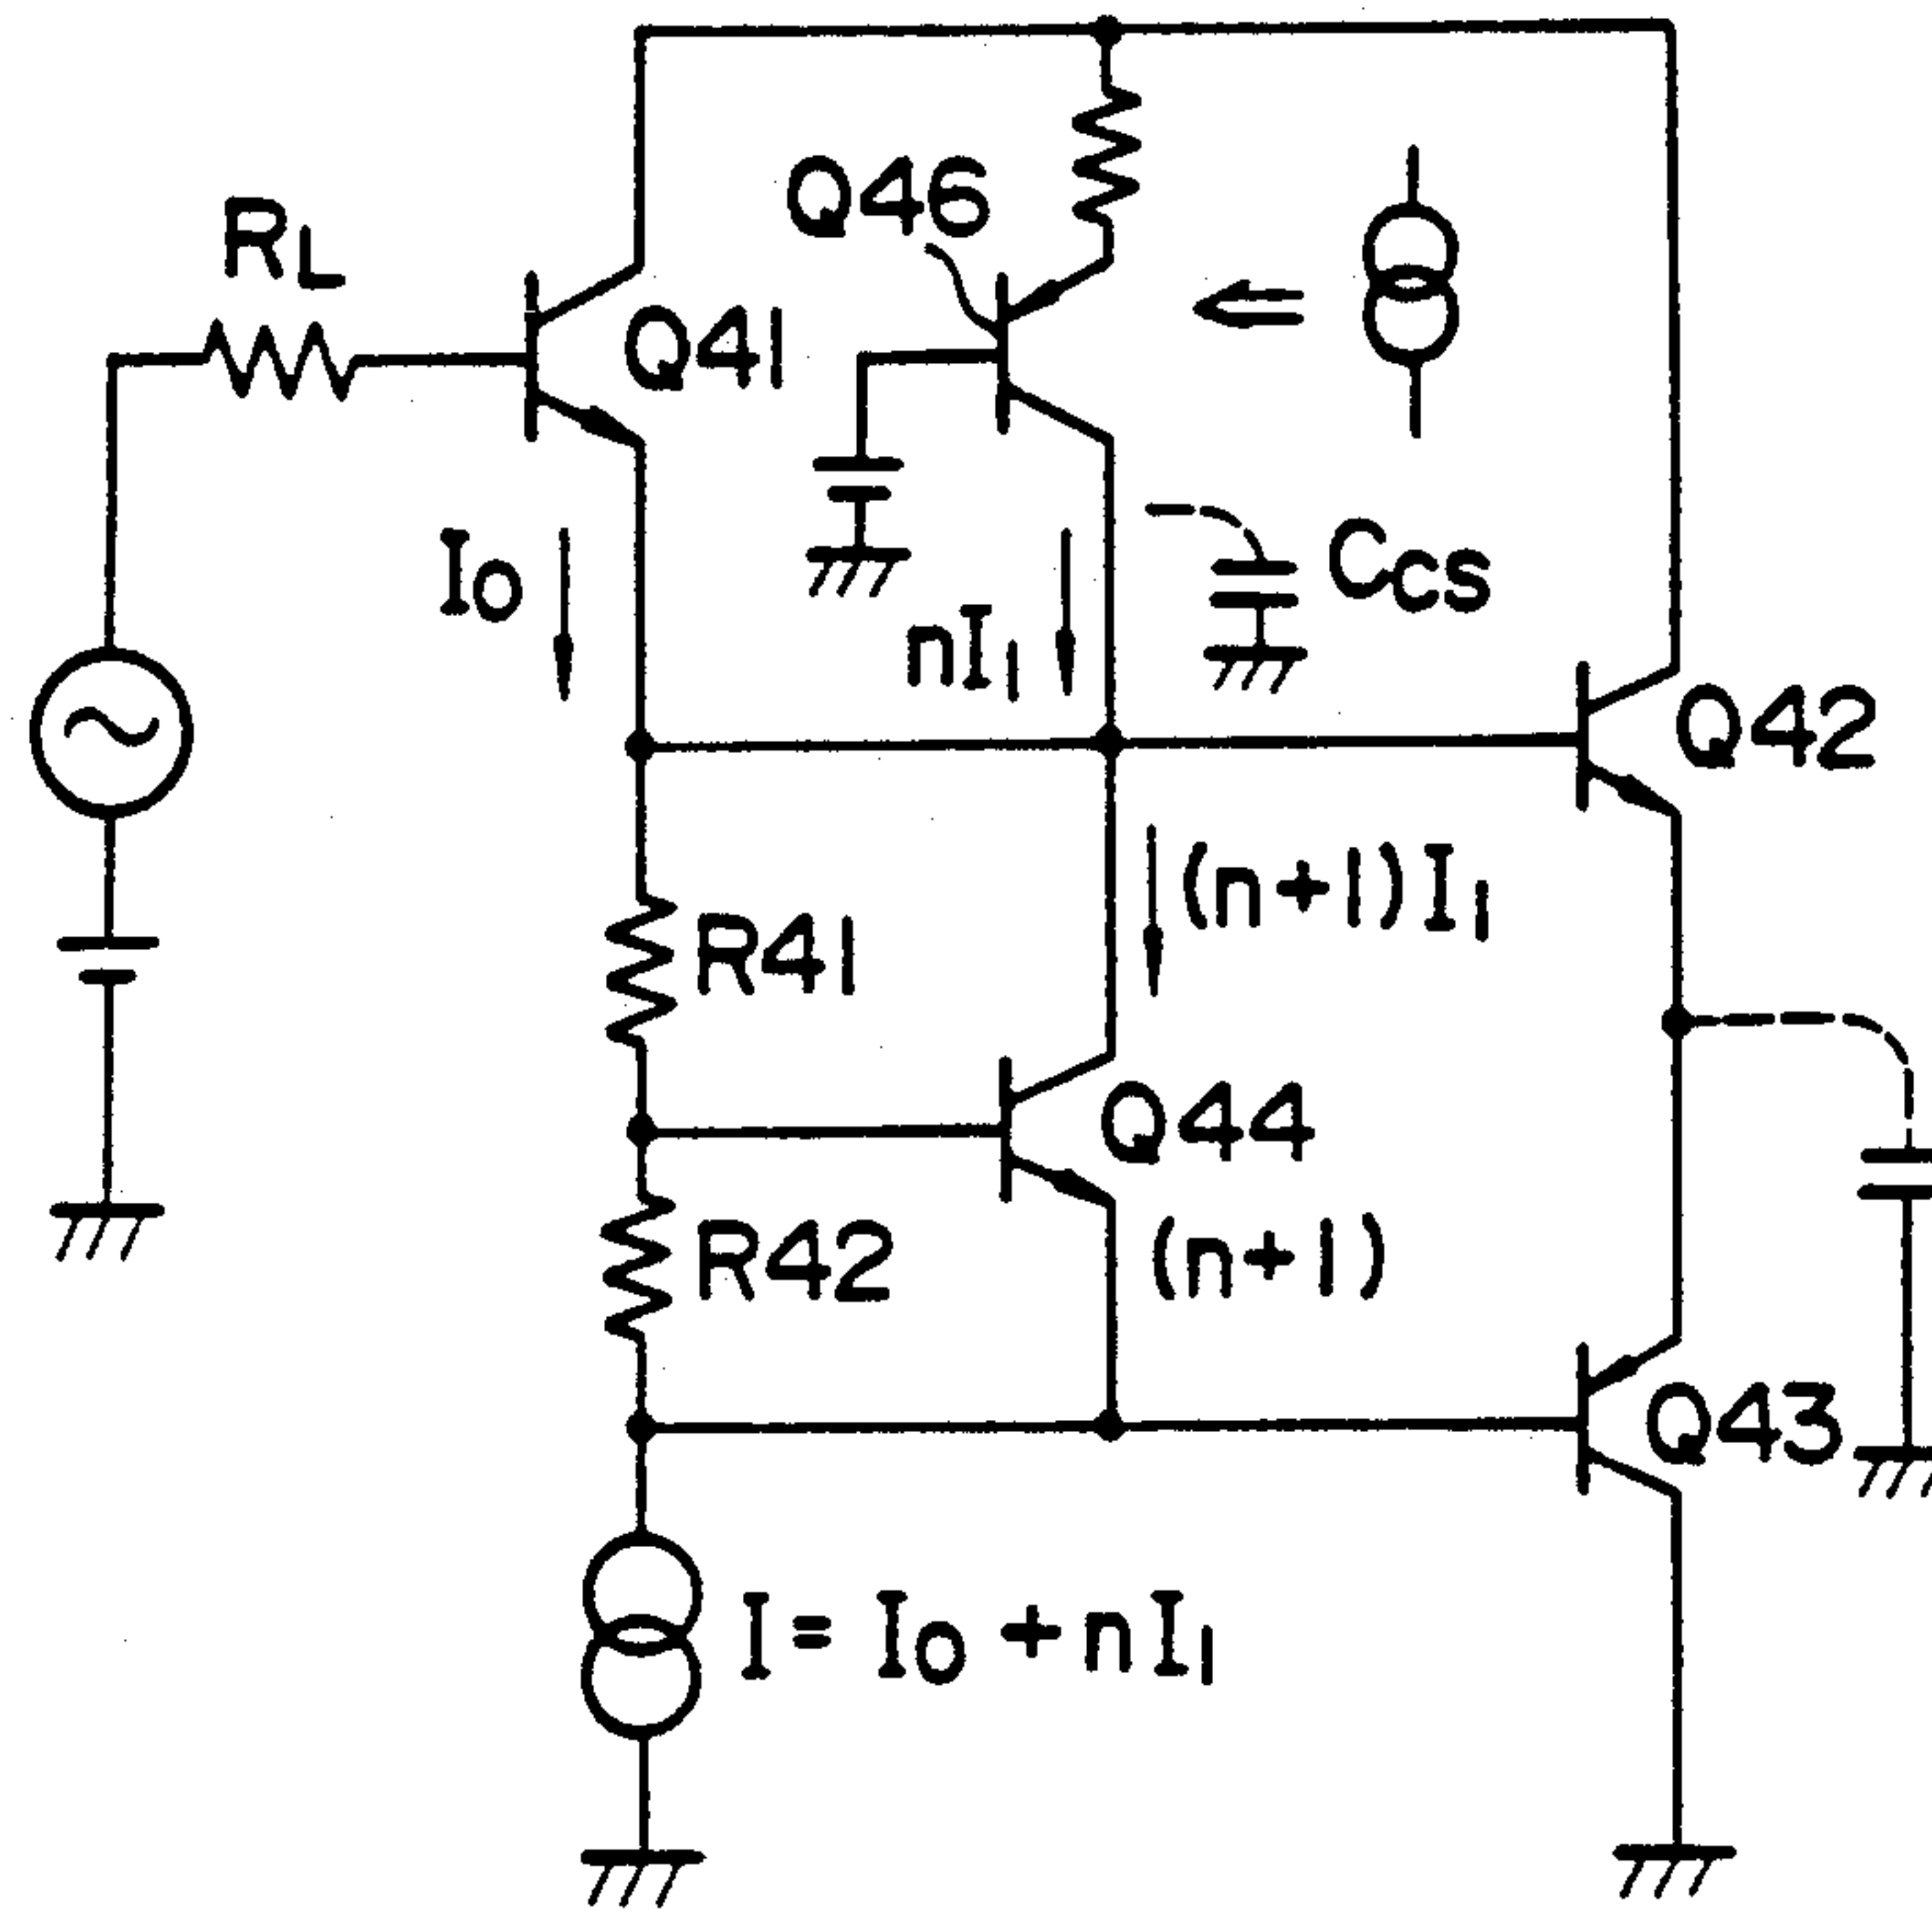 Q46
RL
Q41
IO
CCS
nI1
Q42
(n+1)I1
R41
Q44
R42
(n+1)
Q43
I= IO +nI1